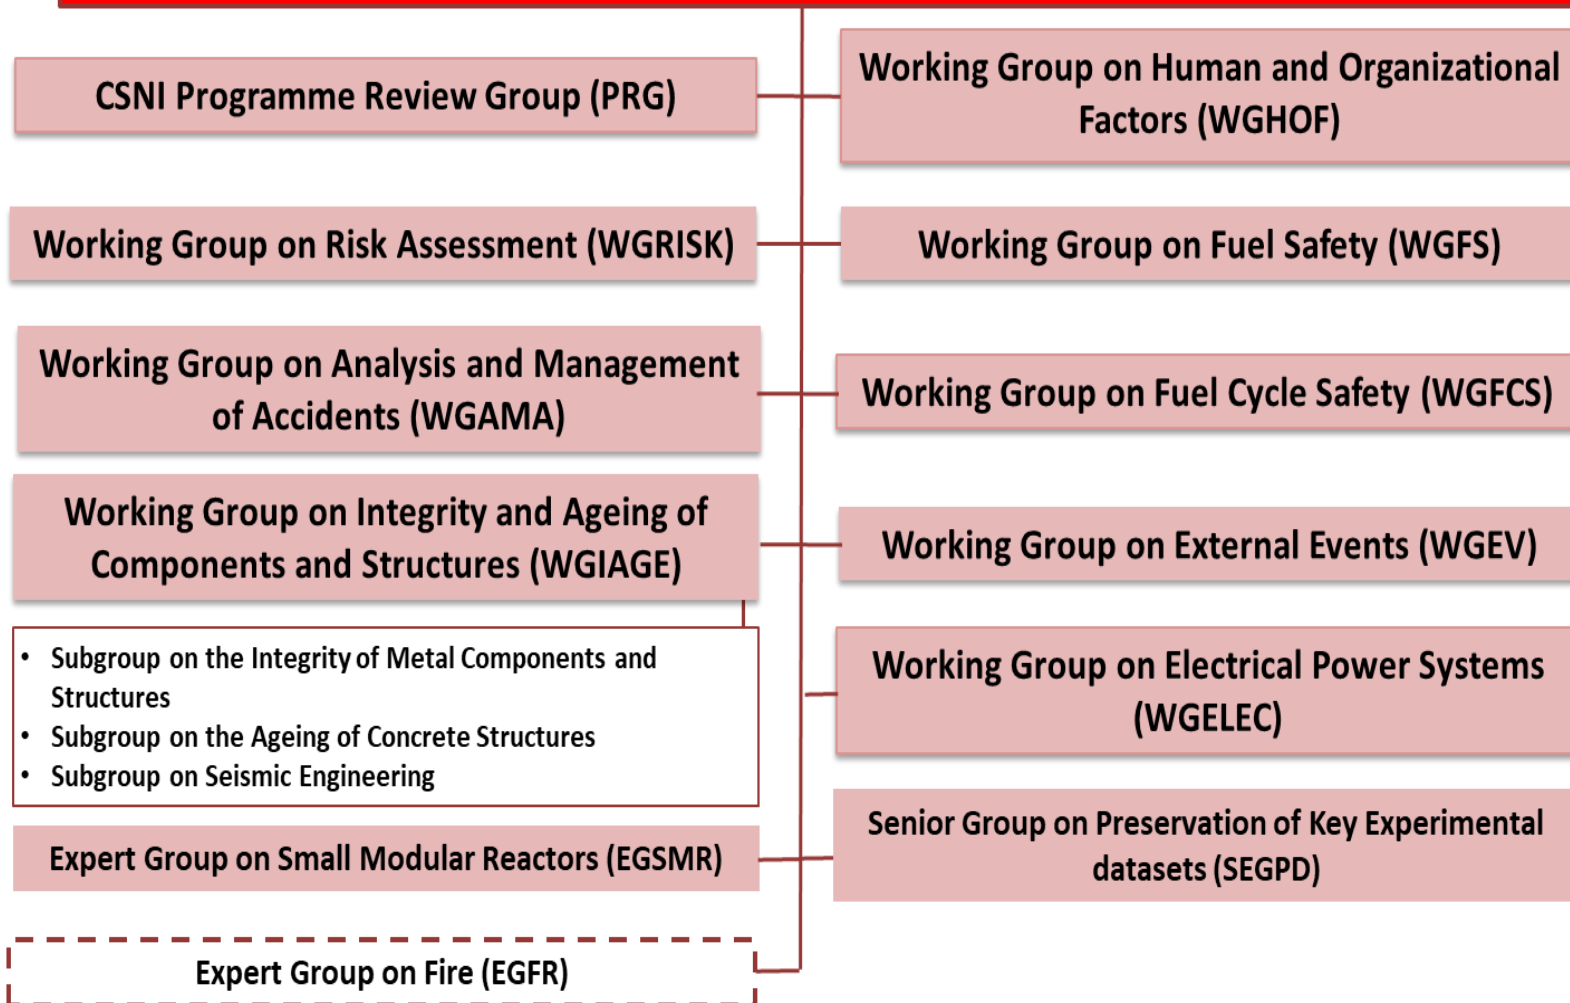 CSNI Programme Review Group (PRG)
Working Group on Human and Organizational
Factors (WGHOF)
Working Group on Risk Assessment (WGRISK)
Working Group on Fuel Safety (WGFS)
Working Group on Analysis and Management
of Accidents (WGAMA)
Working Group on Fuel Cycle Safety (WGFCS)
Working Group on Integrity and Ageing of
Components and Structures (WGIAGE)
Working Group on External Events (WGEV)
• Subgroup on the Integrity of Metal Components and
Structures
• Subgroup on the Ageing of Concrete Structures
• Subgroup on Seismic Engineering
Working Group on Electrical Power Systems
(WGELEC)
Expert Group on Small Modular Reactors (EGSMR)
Senior Group on Preservation of Key Experimental
datasets (SEGPD)
Expert Group on Fire (EGFR)